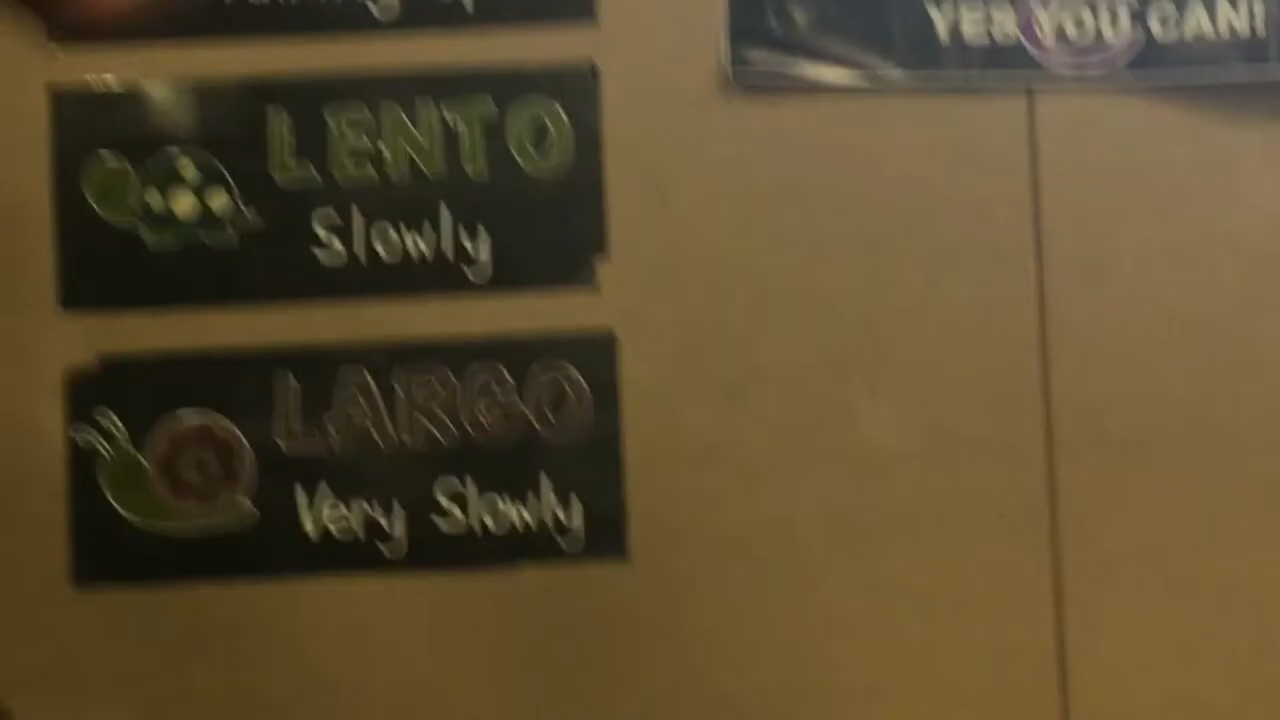 YES YOU CAN!
LENTO
Slowly
LARGO
Very Slowly